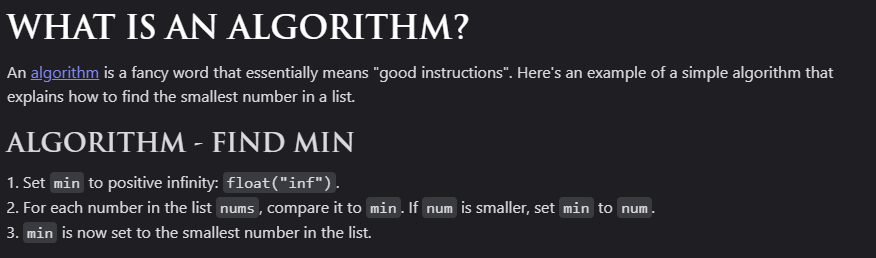 WHAT IS AN ALGORITHM?
An algorithm is a fancy word that essentially means "good instructions". Here's an example of a simple algorithm that
explains how to find the smallest number in a list.
ALGORITHM - FIND MIN
1. Set min to positive infinity: float("inf").
2. For each number in the list nums, compare it to min. If num is smaller, set min to num.
3. min is now set to the smallest number in the list.